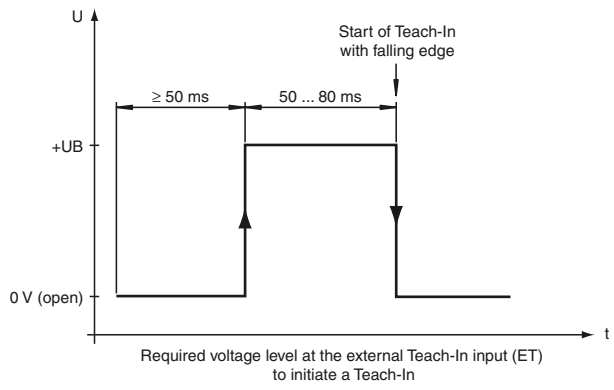 U
Start of Teach-In
with falling edge
≥ 50 ms
50 ... 80 ms
+UB
0 V (open)
t
Required voltage level at the external Teach-In input (ET)
to initiate a Teach-In